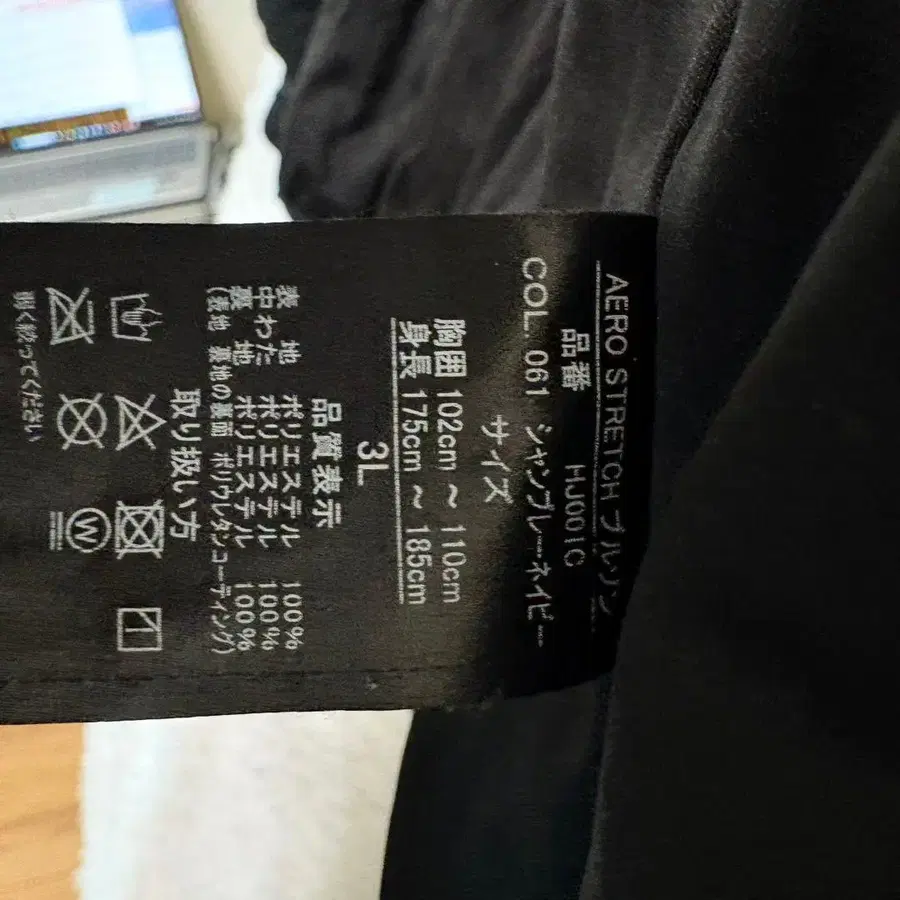 AERO STRETCH ブルゾン
品番 HJ001C
COL. 061 シャンブレーネイビー
サイズ
胸囲 102cm ～ 110cm
身長 175cm ～ 185cm
3L
品質表示
表地 ポリエステル 100%
中わた ポリエステル 100%
裏地 ポリエステル 100%
(表地 裏地の裏面 ポリウレタンコーティング)
取り扱い方
W
弱く絞ってください